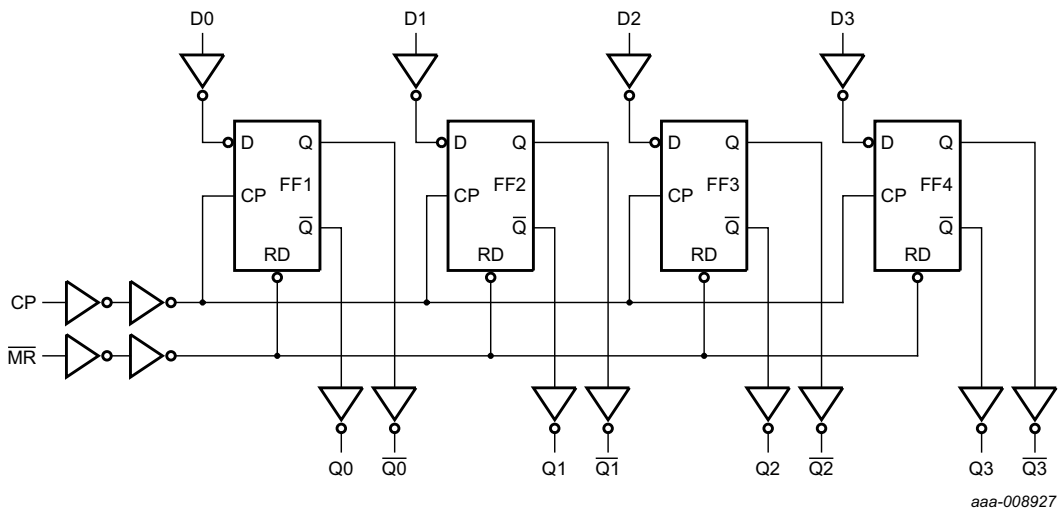 D0 D1 D2 D3
D Q D Q D Q D Q
FF1 FF2 FF3 FF4
CP CP CP CP
Q̅ Q̅ Q̅ Q̅
RD RD RD RD
CP
M̅R̅
Q0 Q̅0̅ Q1 Q̅1̅ Q2 Q̅2̅ Q3 Q̅3̅
aaa-008927